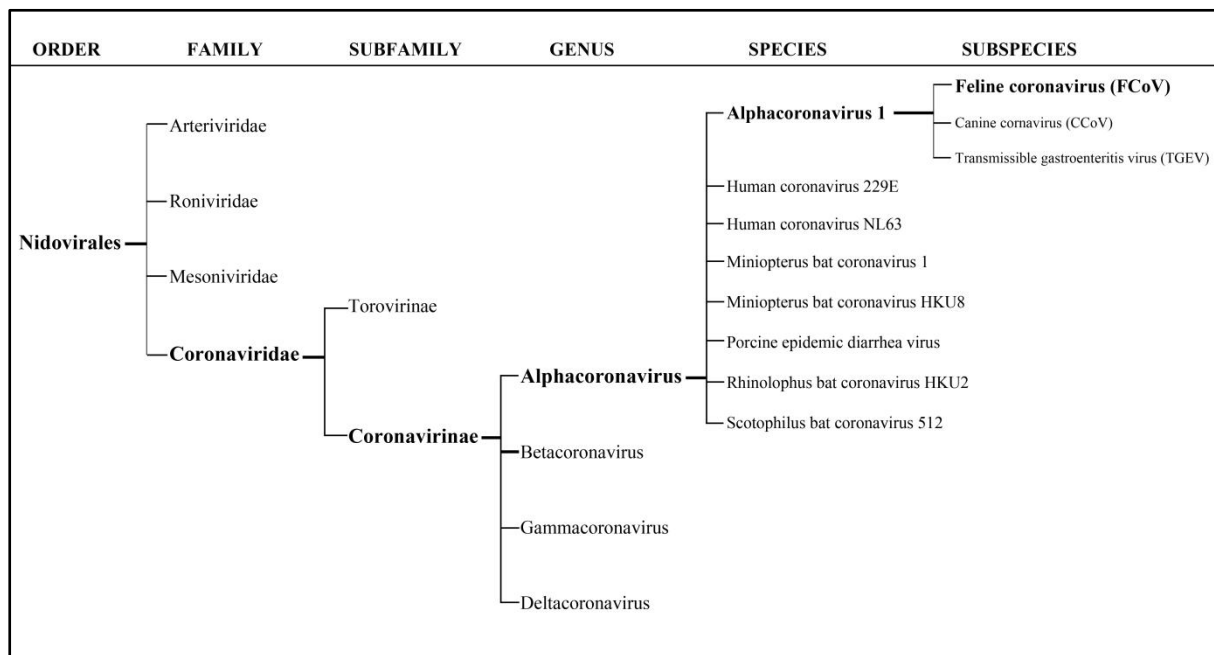 ORDER FAMILY SUBFAMILY GENUS SPECIES SUBSPECIES
Nidovirales
Arteriviridae
Roniviridae
Mesoniviridae
Coronaviridae
Torovirinae
Coronavirinae
Alphacoronavirus
Betacoronavirus
Gammacoronavirus
Deltacoronavirus
Alphacoronavirus 1
Human coronavirus 229E
Human coronavirus NL63
Miniopterus bat coronavirus 1
Miniopterus bat coronavirus HKU8
Porcine epidemic diarrhea virus
Rhinolophus bat coronavirus HKU2
Scotophilus bat coronavirus 512
Feline coronavirus (FCoV)
Canine cornavirus (CCoV)
Transmissible gastroenteritis virus (TGEV)